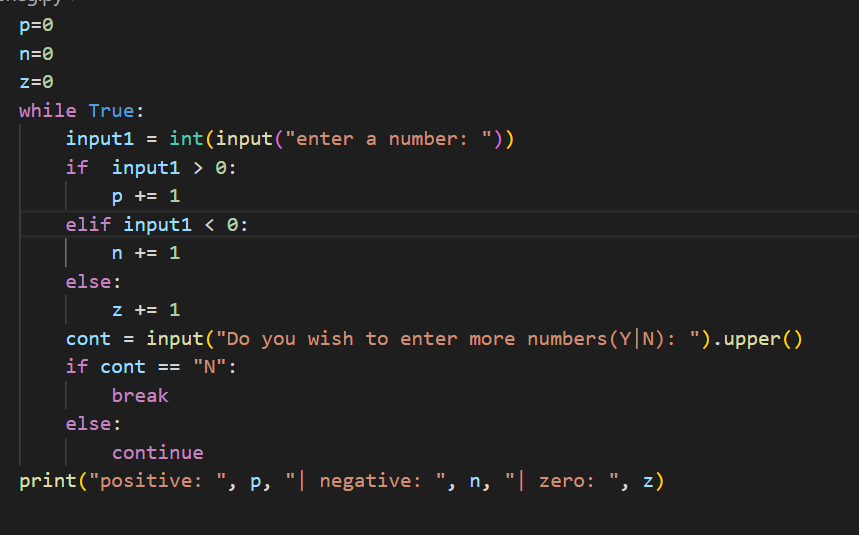 p=0
n=0
z=0
while True:
    input1 = int(input("enter a number: "))
    if  input1 > 0:
        p += 1
    elif input1 < 0:
        n += 1
    else:
        z += 1
    cont = input("Do you wish to enter more numbers(Y|N): ").upper()
    if cont == "N":
        break
    else:
        continue
print("positive: ", p, "| negative: ", n, "| zero: ", z)